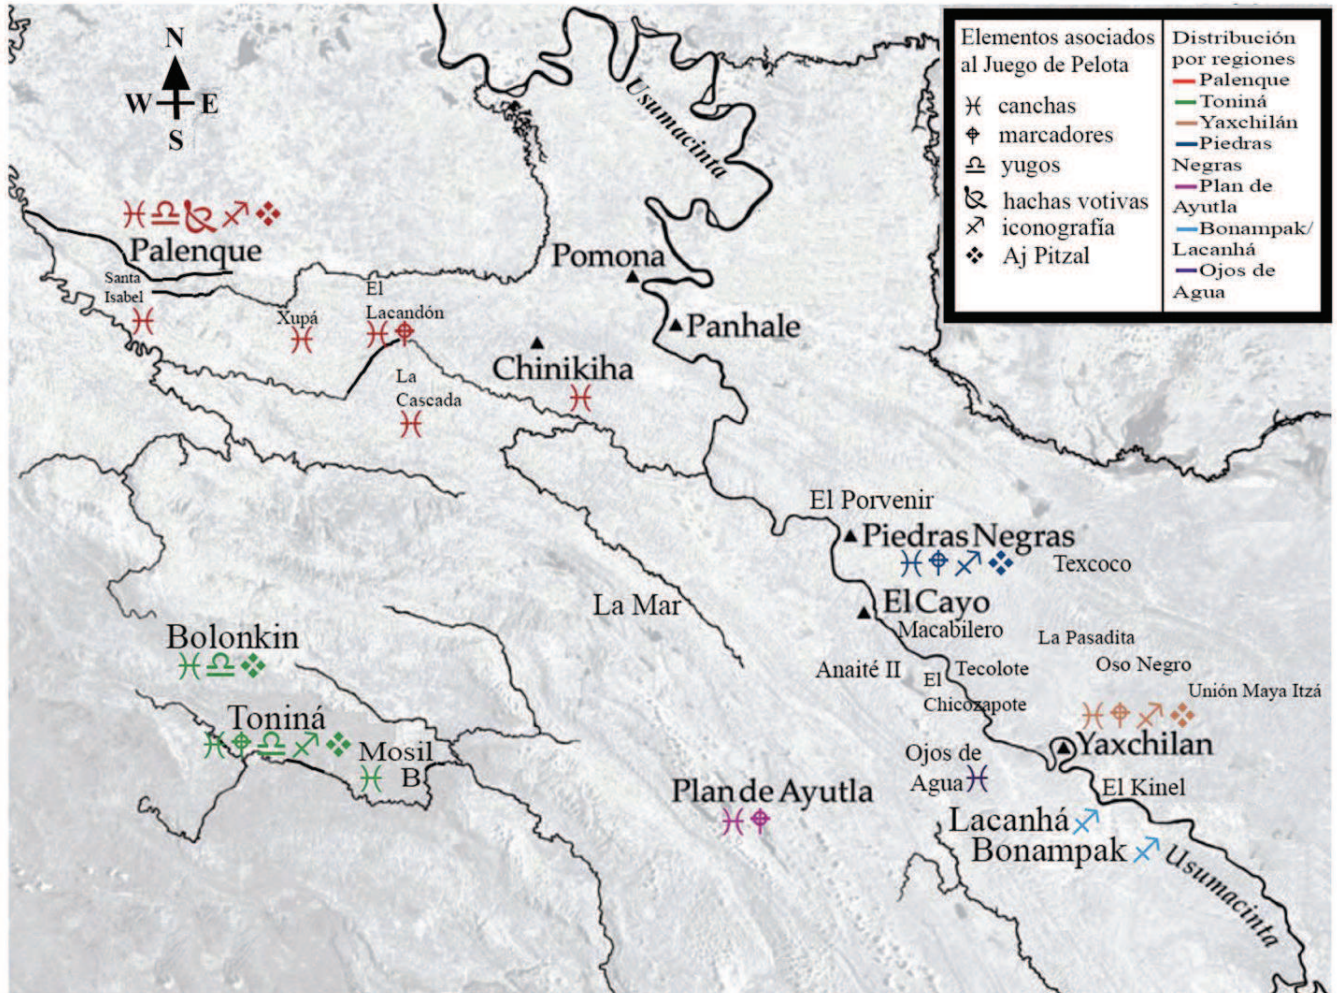 N
W E
S
Usumacinta
Elementos asociados
al Juego de Pelota
canchas
marcadores
yugos
hachas votivas
iconografía
Aj Pitzal
Distribución
por regiones
Palenque
Toniná
Yaxchilán
Piedras
Negras
Plan de
Ayutla
Bonampak/
Lacanhá
Ojos de
Agua
Palenque
Santa
Isabel
Xupá
El
Lacandón
La
Cascada
Pomona
Panhale
Chinikiha
El Porvenir
Piedras Negras
Texcoco
La Mar
El Cayo
Macabilero
La Pasadita
Anaité II
Tecolote
Oso Negro
El
Chicozapote
Unión Maya Itzá
Bolonkin
Toniná
Mosil
B
Yaxchilan
Ojos de
Agua
El Kinel
Plan de Ayutla
Lacanhá
Bonampak
Usumacinta